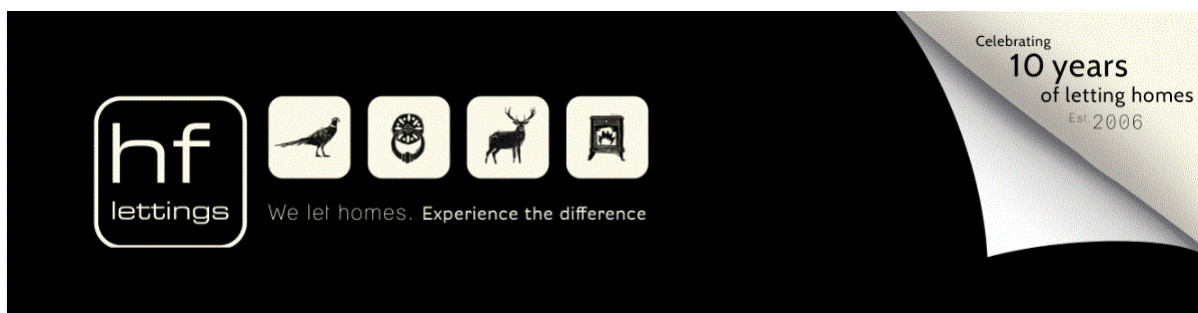 hf
lettings
We let homes. Experience the difference
Celebrating
10 years
of letting homes
Est. 2006